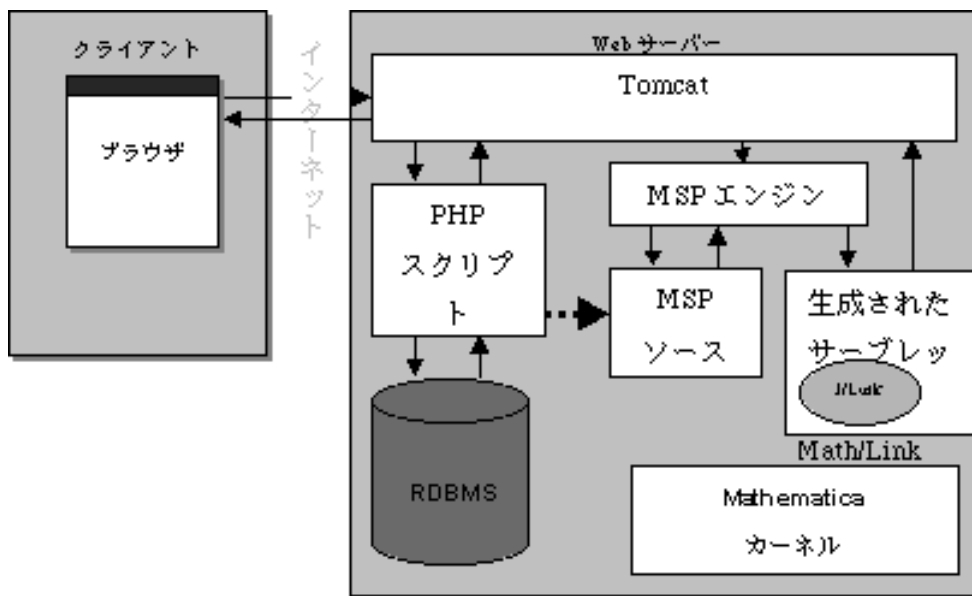 クライアント
ブラウザ
インターネット
Webサーバー
Tomcat
PHP
スクリプ
ト
MSPエンジン
MSP
ソース
生成された
サーブレッ
J/Link
Math/Link
RDBMS
Mathematica
カーネル